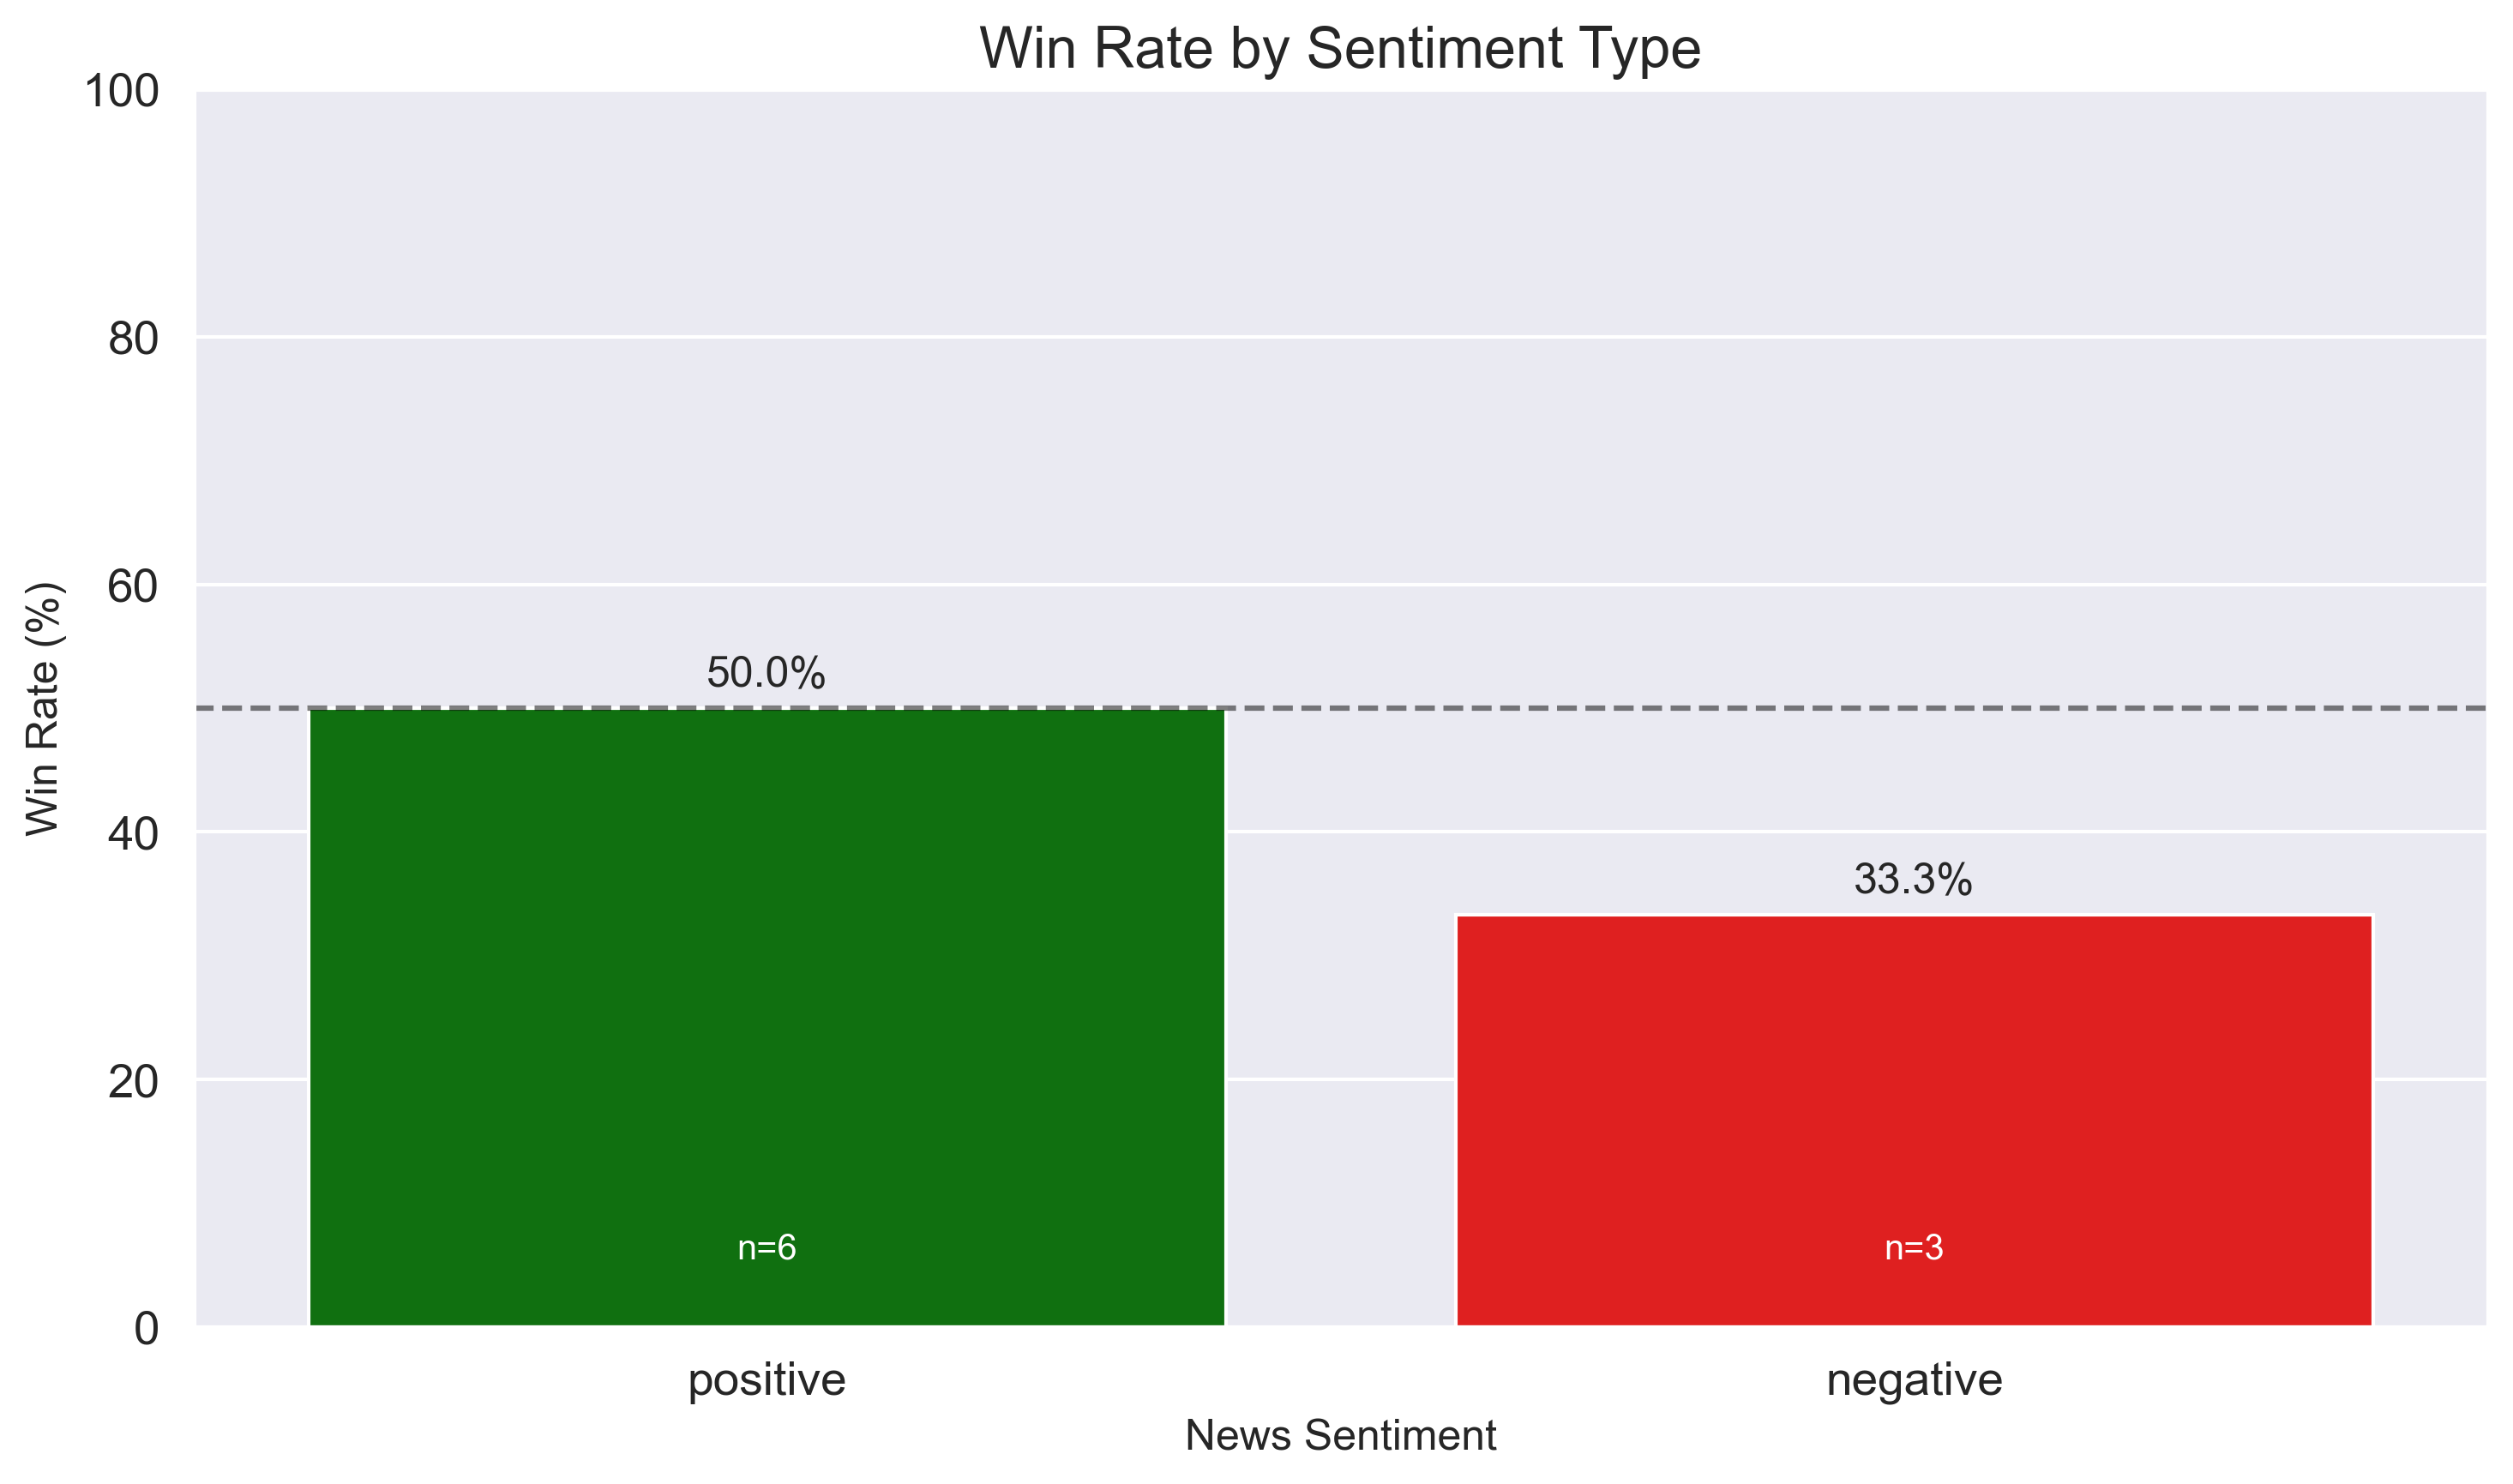 Win Rate by Sentiment Type
100
80
60
40
20
0
Win Rate (%)
50.0%
33.3%
n=6
n=3
positive
negative
News Sentiment